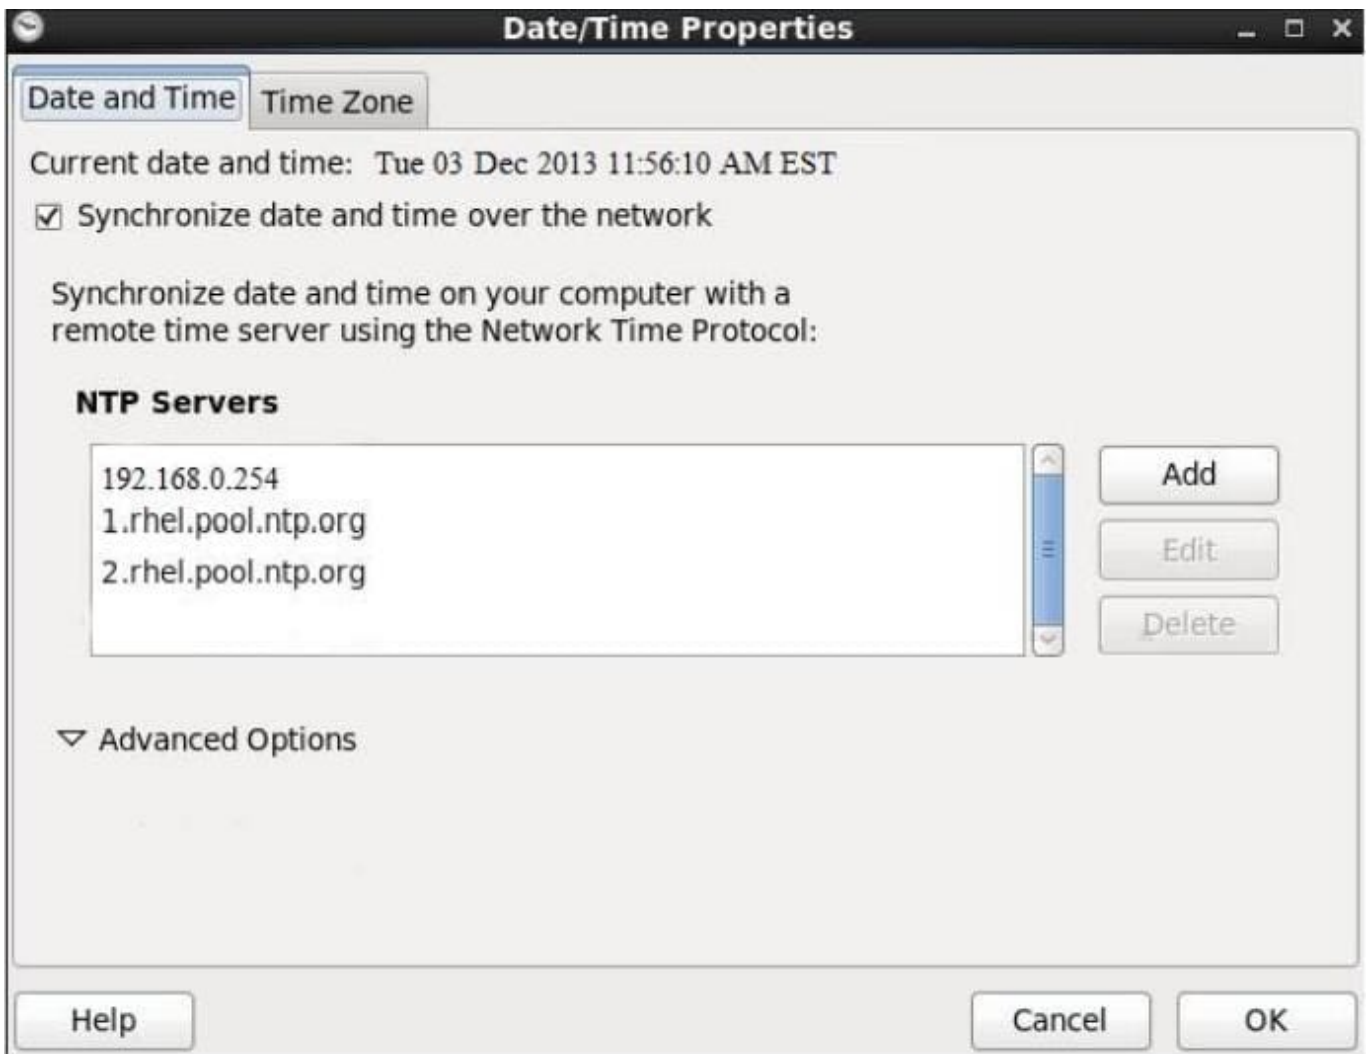 Date/Time Properties
Date and Time
Time Zone
Current date and time: Tue 03 Dec 2013 11:56:10 AM EST
Synchronize date and time over the network
Synchronize date and time on your computer with a
remote time server using the Network Time Protocol:
NTP Servers
192.168.0.254
1.rhel.pool.ntp.org
2.rhel.pool.ntp.org
Add
Edit
Delete
Advanced Options
Help
Cancel
OK